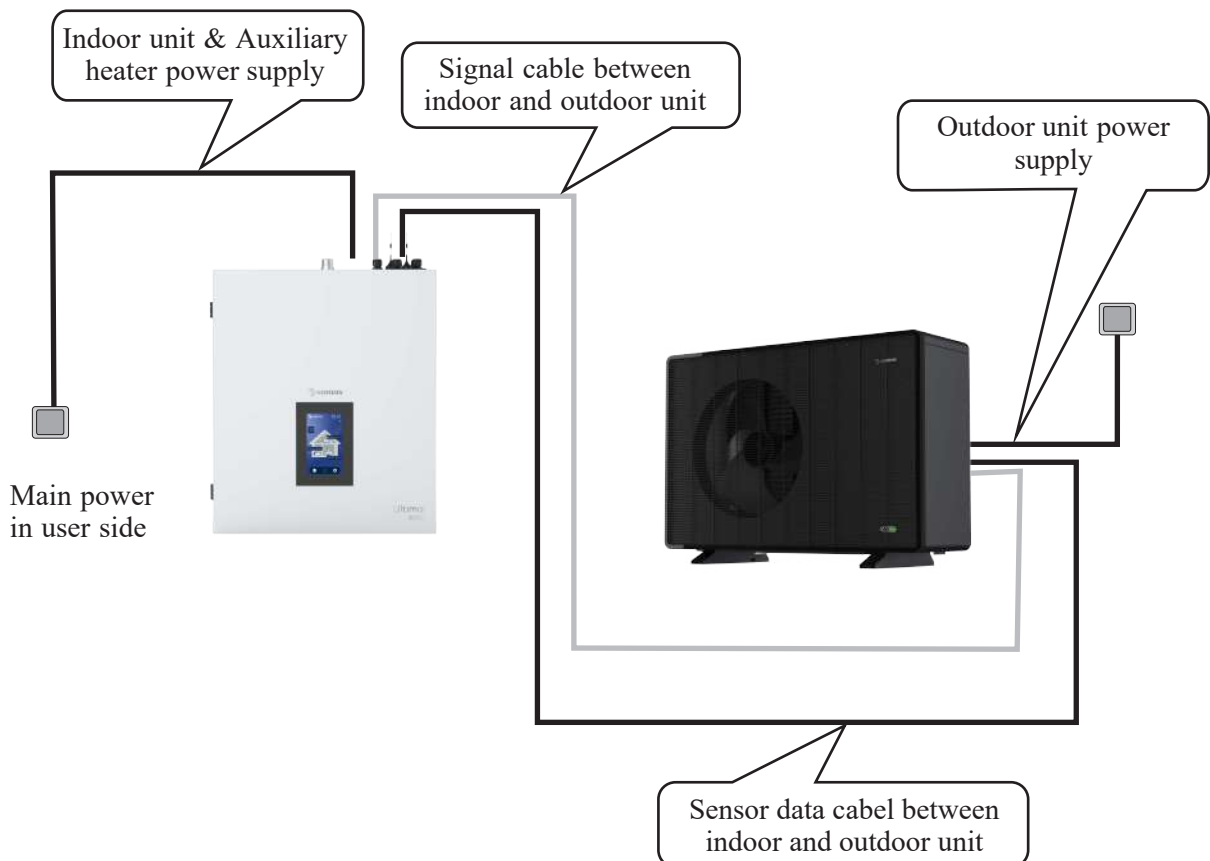 Indoor unit & Auxiliary
heater power supply
Signal cable between
indoor and outdoor unit
Outdoor unit power
supply
Main power
in user side
Sensor data cabel between
indoor and outdoor unit